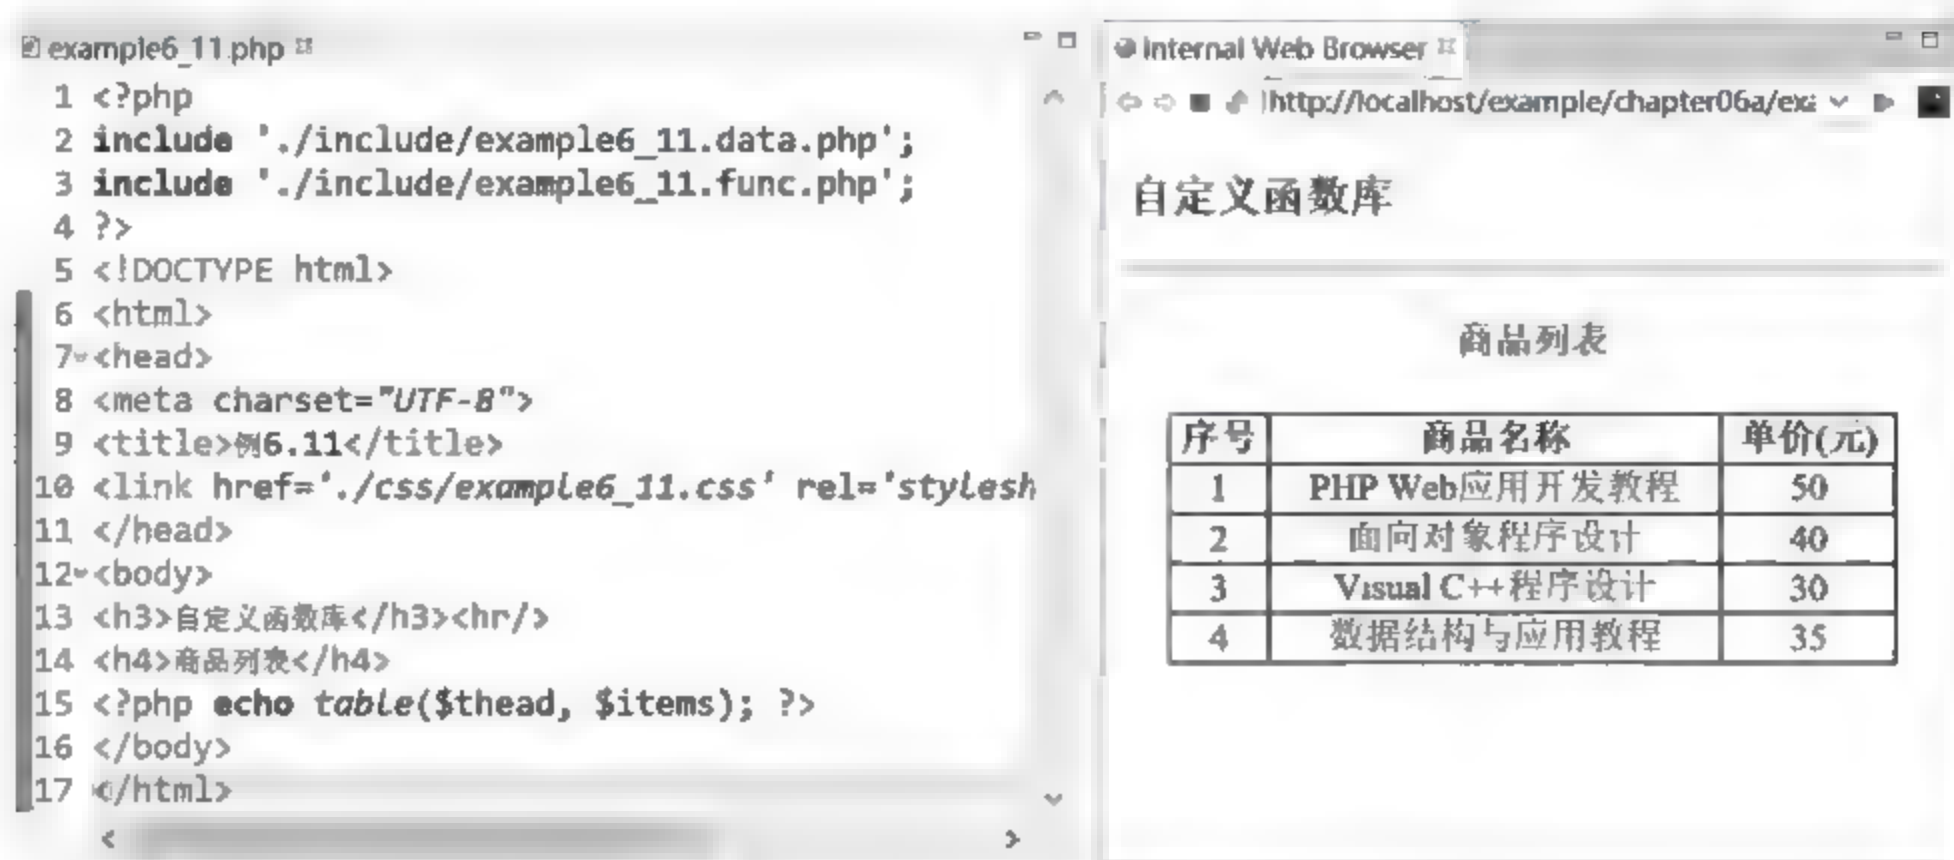 example6_11.php
1 <?php
2 include './include/example6_11.data.php';
3 include './include/example6_11.func.php';
4 ?>
5 <!DOCTYPE html>
6 <html>
7 <head>
8 <meta charset="UTF-8">
9 <title>例6.11</title>
10 <link href='./css/example6_11.css' rel='stylesh
11 </head>
12 <body>
13 <h3>自定义函数库</h3><hr/>
14 <h4>商品列表</h4>
15 <?php echo table($thead, $items); ?>
16 </body>
17 </html>
Internal Web Browser
http://localhost/example/chapter06a/exa
自定义函数库
商品列表
序号 商品名称 单价(元)
1 PHP Web应用开发教程 50
2 面向对象程序设计 40
3 Visual C++程序设计 30
4 数据结构与应用教程 35